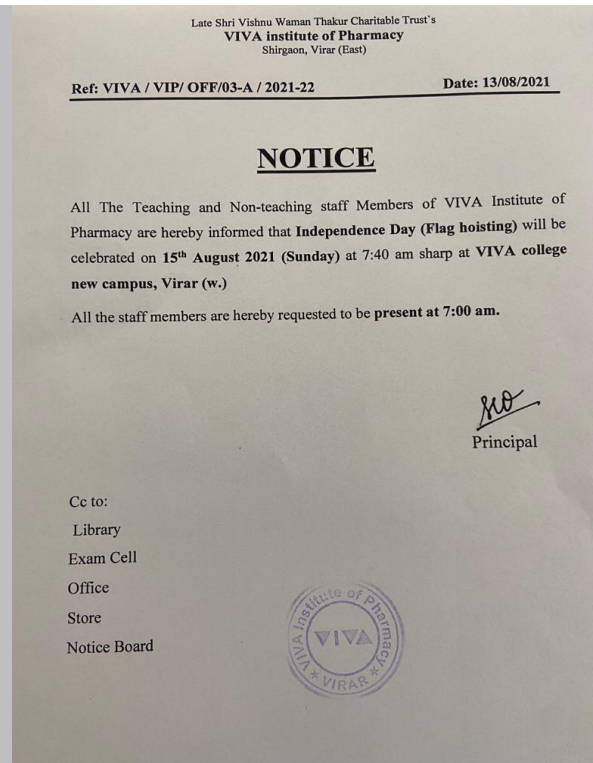 Late Shri Vishnu Waman Thakur Charitable Trust`s
VIVA institute of Pharmacy
Shirgaon, Virar (East)
Ref: VIVA / VIP/ OFF/03-A / 2021-22 Date: 13/08/2021
NOTICE
All The Teaching and Non-teaching staff Members of VIVA Institute of
Pharmacy are hereby informed that Independence Day (Flag hoisting) will be
celebrated on 15th August 2021 (Sunday) at 7:40 am sharp at VIVA college
new campus, Virar (w.)
All the staff members are hereby requested to be present at 7:00 am.
Principal
Cc to:
Library
Exam Cell
Office
Store
Notice Board
VIVA Institute of Pharmacy
VIVA
* VIRAR *